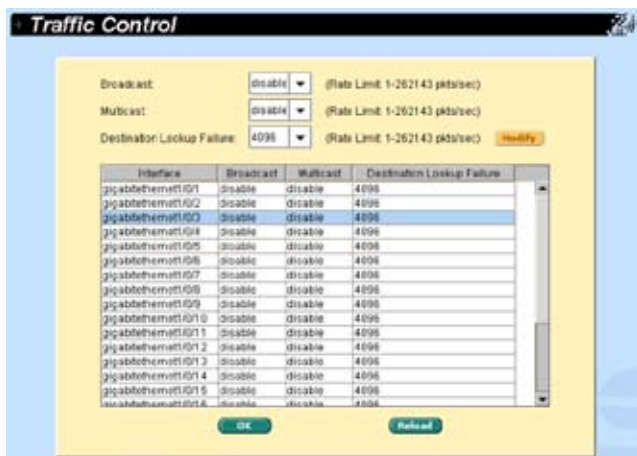 Traffic Control
Broadcast: disable (Rate Limit: 1-262143 pkts/sec)
Multicast: disable (Rate Limit: 1-262143 pkts/sec)
Destination Lookup Failure: 4096 (Rate Limit: 1-262143 pkts/sec) Modify
Interface Broadcast Multicast Destination Lookup Failure
gigabitethernet1/0/1 disable disable 4096
gigabitethernet1/0/2 disable disable 4096
gigabitethernet1/0/3 disable disable 4096
gigabitethernet1/0/4 disable disable 4096
gigabitethernet1/0/5 disable disable 4096
gigabitethernet1/0/6 disable disable 4096
gigabitethernet1/0/7 disable disable 4096
gigabitethernet1/0/8 disable disable 4096
gigabitethernet1/0/9 disable disable 4096
gigabitethernet1/0/10 disable disable 4096
gigabitethernet1/0/11 disable disable 4096
gigabitethernet1/0/12 disable disable 4096
gigabitethernet1/0/13 disable disable 4096
gigabitethernet1/0/14 disable disable 4096
gigabitethernet1/0/15 disable disable 4096
gigabitethernet1/0/16 disable disable 4096
OK Reload